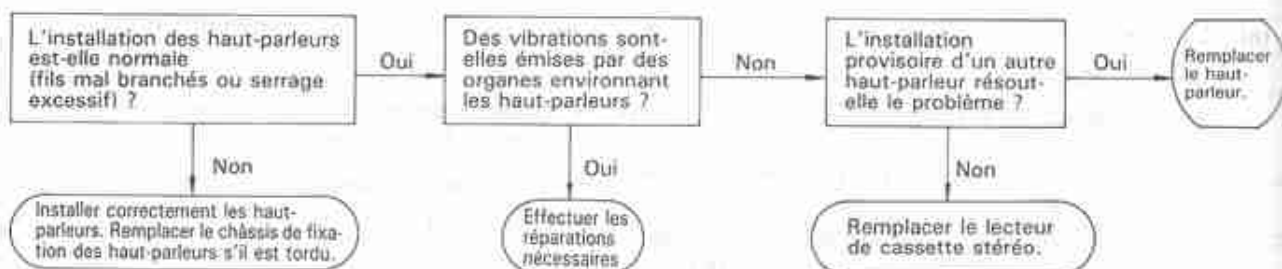 L'installation des haut-parleurs
est-elle normale
(fils mal branchés ou serrage
excessif) ?
Oui
Des vibrations sont-
elles émises par des
organes environnant
les haut-parleurs ?
Non
L'installation
provisoire d'un autre
haut-parleur résout-
elle le problème ?
Oui
Remplacer
le haut-
parleur.
Non
Oui
Non
Installer correctement les haut-
parleurs. Remplacer le châssis de fixa-
tion des haut-parleurs s'il est tordu.
Effectuer les
réparations
nécessaires
Remplacer le lecteur
de cassette stéréo.